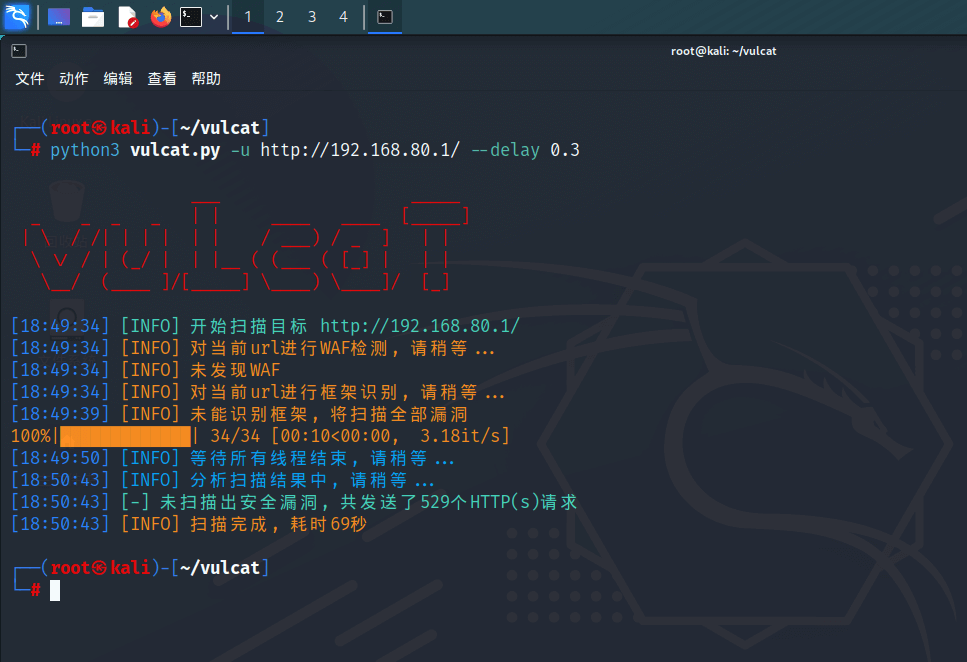 1 2 3 4
root@kali: ~/vulcat
文件 动作 编辑 查看 帮助
┌──(root㉿kali)-[~/vulcat]
└─# python3 vulcat.py -u http://192.168.80.1/ --delay 0.3
vulcaT
[18:49:34] [INFO] 开始扫描目标 http://192.168.80.1/
[18:49:34] [INFO] 对当前url进行WAF检测, 请稍等...
[18:49:34] [INFO] 未发现WAF
[18:49:34] [INFO] 对当前url进行框架识别, 请稍等...
[18:49:39] [INFO] 未能识别框架, 将扫描全部漏洞
100%|█████████████| 34/34 [00:10<00:00,  3.18it/s]
[18:49:50] [INFO] 等待所有线程结束, 请稍等...
[18:50:43] [INFO] 分析扫描结果中, 请稍等...
[18:50:43] [-] 未扫描出安全漏洞, 共发送了529个HTTP(s)请求
[18:50:43] [INFO] 扫描完成, 耗时69秒
┌──(root㉿kali)-[~/vulcat]
└─#